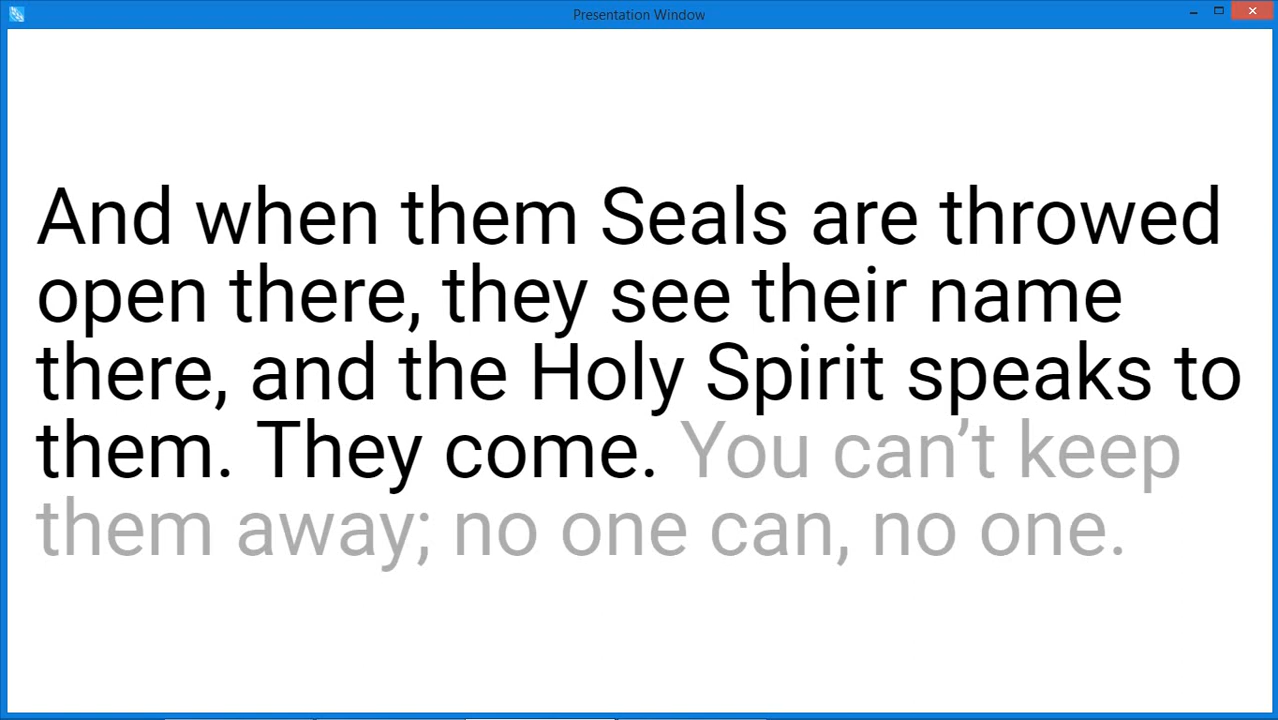 Presentation Window
And when them Seals are throwed
open there, they see their name
there, and the Holy Spirit speaks to
them. They come. You can’t keep
them away; no one can, no one.